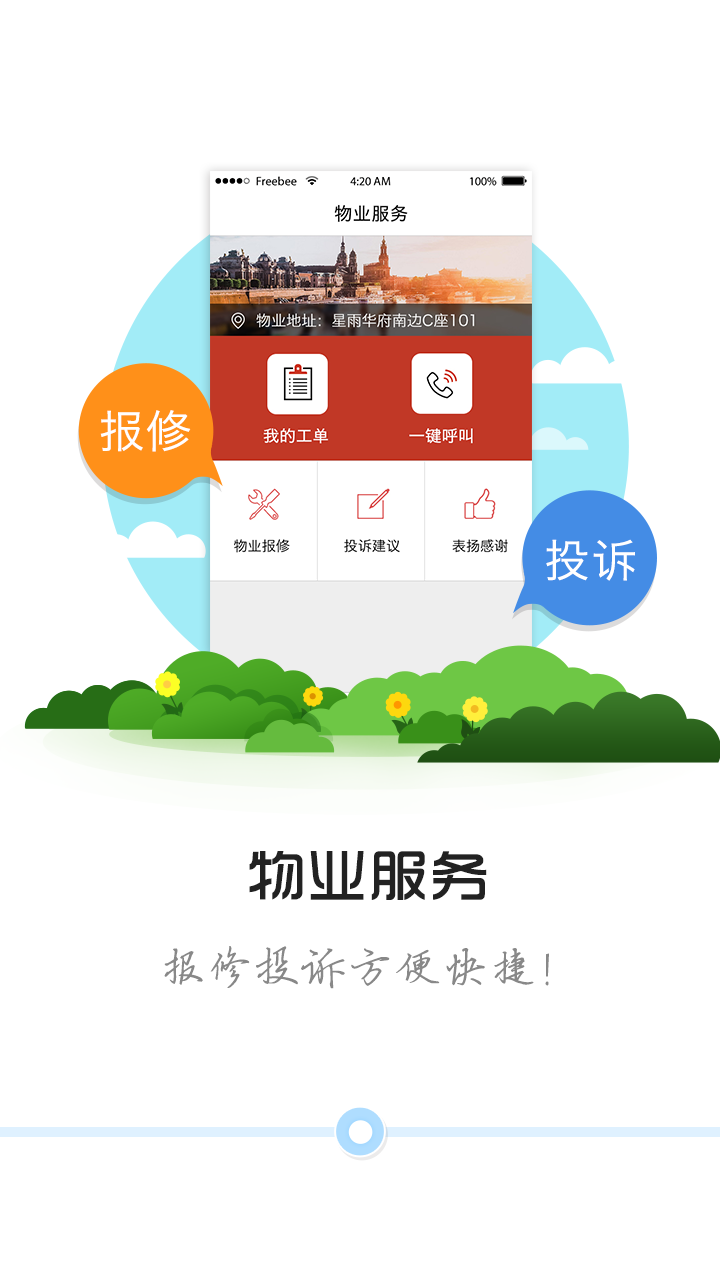 Freebee 4:20 AM 100%
物业服务
物业地址：星雨华府南边C座101
我的工单 一键呼叫
报修
物业报修 投诉建议 表扬感谢
投诉
物业服务
报修投诉方便快捷！